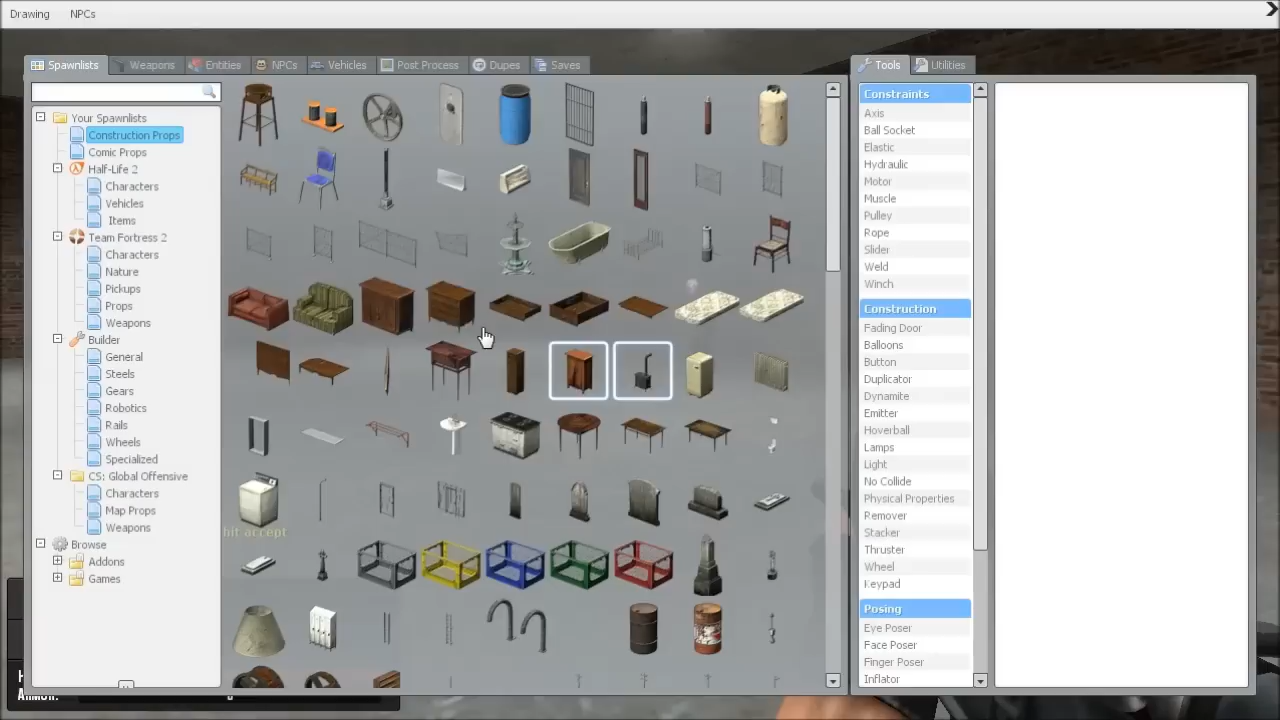 Drawing NPCs
Spawnlists Weapons Entities NPCs Vehicles Post Process Dupes Saves
Tools Utilities
Your Spawnlists
Construction Props
Comic Props
Half-Life 2
Characters
Vehicles
Items
Team Fortress 2
Characters
Nature
Pickups
Props
Weapons
Builder
General
Steels
Gears
Robotics
Rails
Wheels
Specialized
CS: Global Offensive
Characters
Map Props
Weapons
Browse
Addons
Games
hit accept
Constraints
Axis
Ball Socket
Elastic
Hydraulic
Motor
Muscle
Pulley
Rope
Slider
Weld
Winch
Construction
Fading Door
Balloons
Button
Duplicator
Dynamite
Emitter
Hoverball
Lamps
Light
No Collide
Physical Properties
Remover
Stacker
Thruster
Wheel
Keypad
Posing
Eye Poser
Face Poser
Finger Poser
Inflator